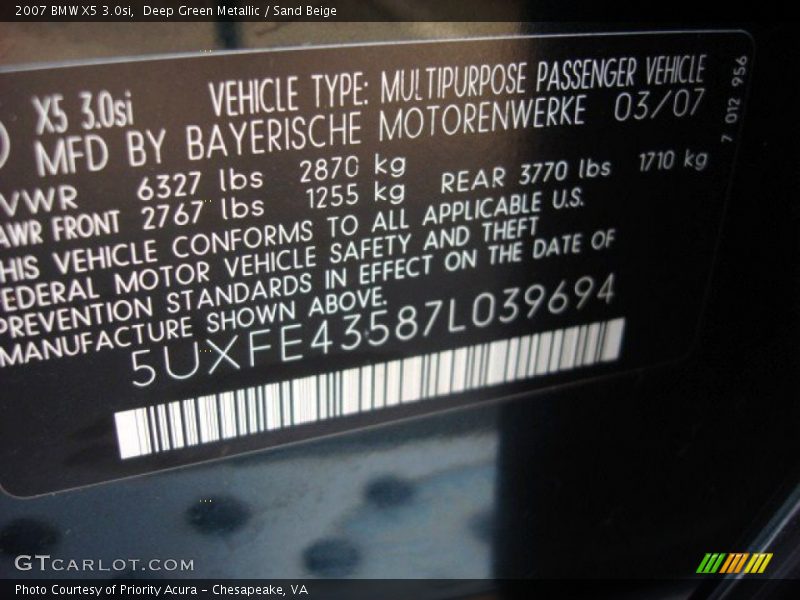 2007 BMW X5 3.0si, Deep Green Metallic / Sand Beige
X5 3.0si VEHICLE TYPE: MULTIPURPOSE PASSENGER VEHICLE
MFD BY BAYERISCHE MOTORENWERKE 03/07
7 012 956
VWR 6327 lbs 2870 kg
AWR FRONT 2767 lbs 1255 kg REAR 3770 lbs 1710 kg
HIS VEHICLE CONFORMS TO ALL APPLICABLE U.S.
EDERAL MOTOR VEHICLE SAFETY AND THEFT
PREVENTION STANDARDS IN EFFECT ON THE DATE OF
MANUFACTURE SHOWN ABOVE.
5UXFE43587L039694
GTCARLOT.COM
Photo Courtesy of Priority Acura - Chesapeake, VA